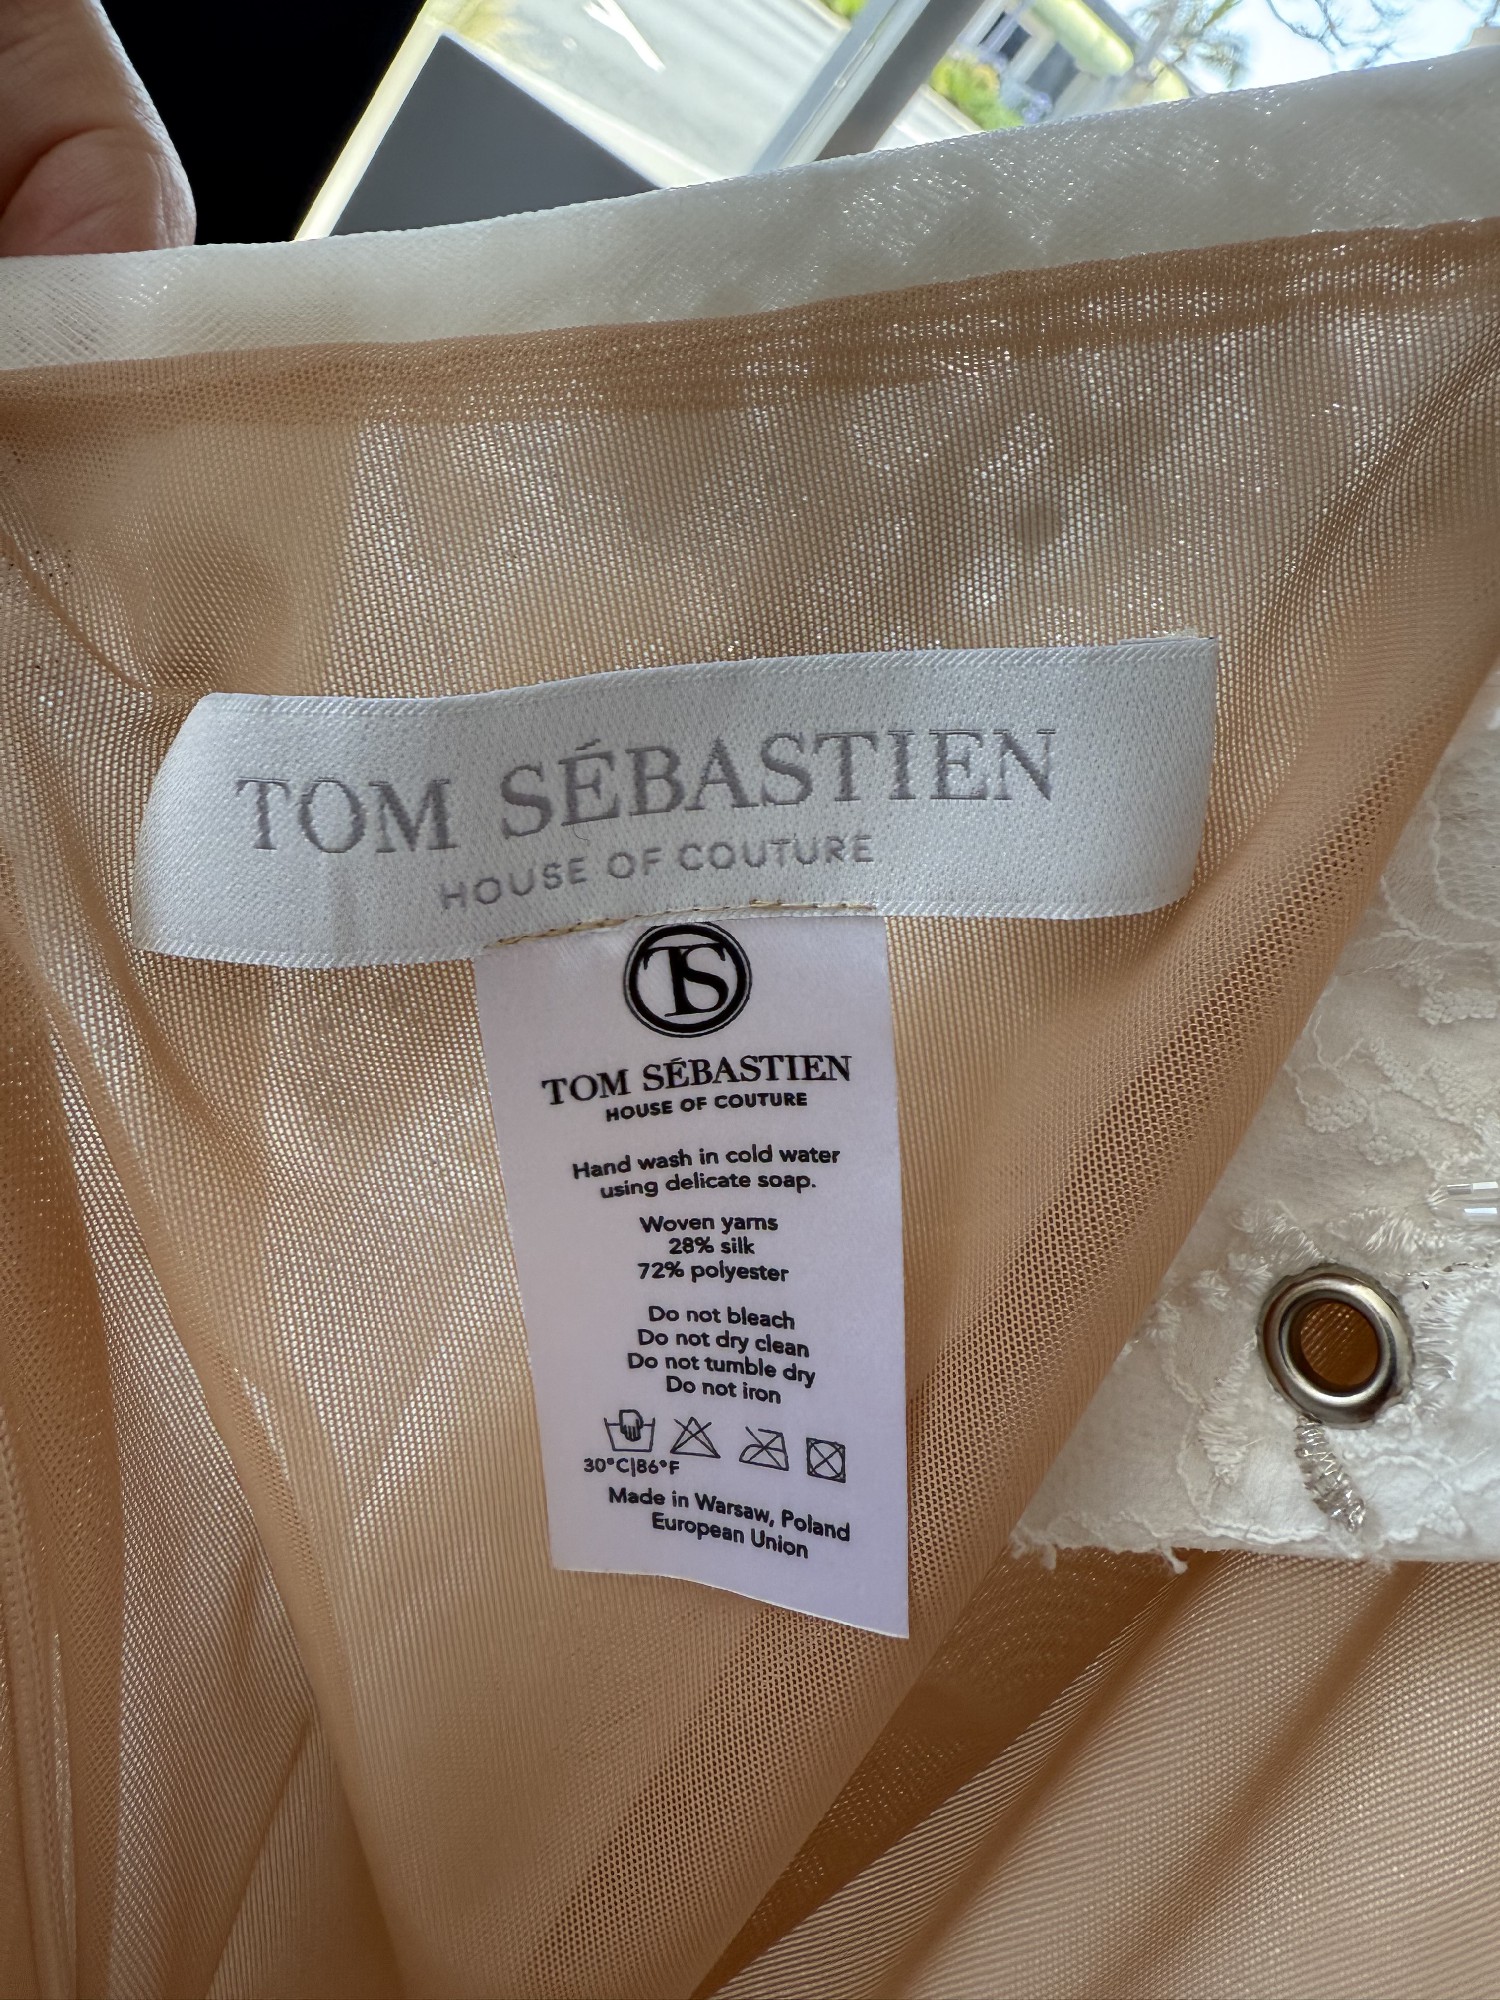 TOM SÉBASTIEN
HOUSE OF COUTURE
TS
TOM SÉBASTIEN
HOUSE OF COUTURE
Hand wash in cold water
using delicate soap.
Woven yarns
28% silk
72% polyester
Do not bleach
Do not dry clean
Do not tumble dry
Do not iron
30°C|86°F
Made in Warsaw, Poland
European Union